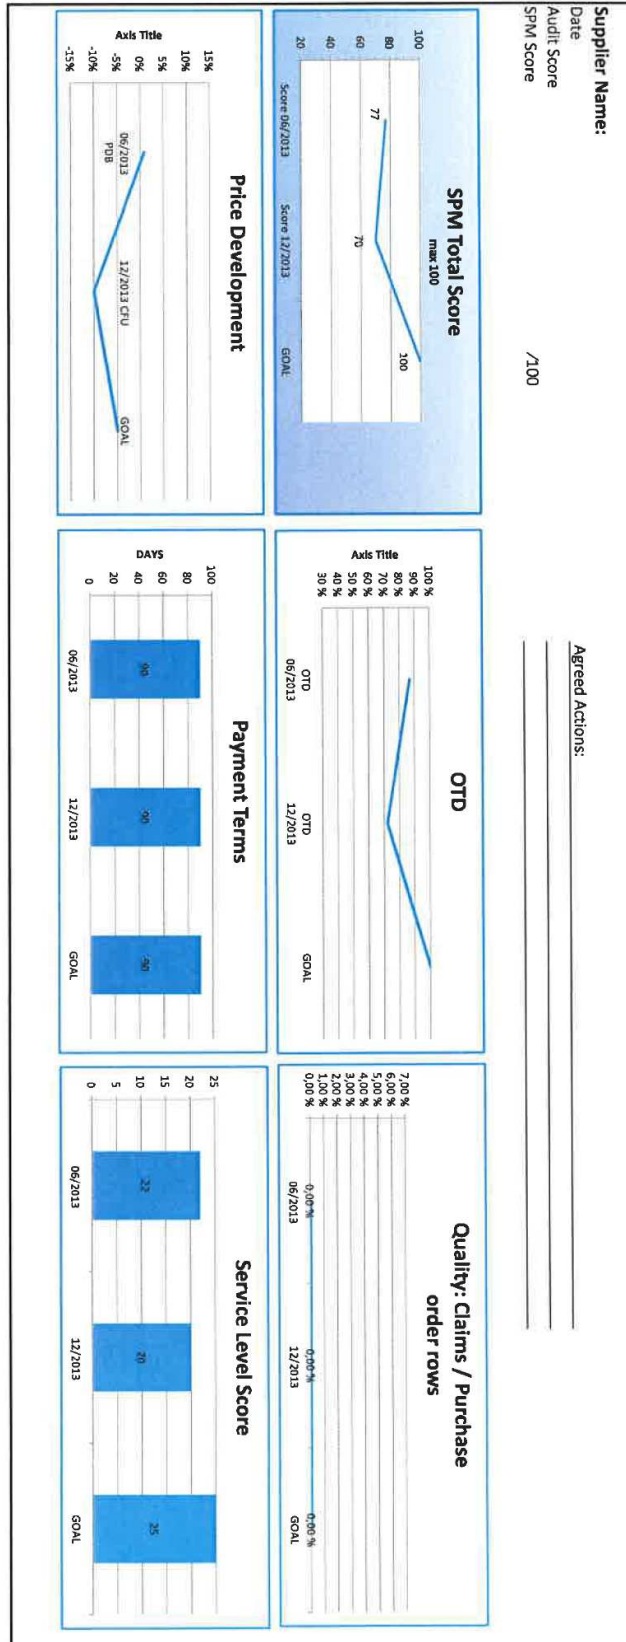 Supplier Name:
Date
Audit Score
SPM Score
/100
Agreed Actions:
SPM Total Score
max 100
100
80
60
40
20
77
70
100
Score 06/2013
Score 12/2013
GOAL
OTD
Axis Title
100 %
90 %
80 %
70 %
60 %
50 %
40 %
30 %
OTD
06/2013
OTD
12/2013
GOAL
Quality: Claims / Purchase
order rows
7,00 %
6,00 %
5,00 %
4,00 %
3,00 %
2,00 %
1,00 %
0,00 %
0,00 %
0,00 %
0,00 %
06/2013
12/2013
GOAL
Price Development
Axis Title
15%
10%
5%
0%
-5%
-10%
-15%
06/2013
PDB
12/2013 CFU
GOAL
Payment Terms
DAYS
100
80
60
40
20
0
90
90
90
06/2013
12/2013
GOAL
Service Level Score
25
20
15
10
5
0
22
20
25
06/2013
12/2013
GOAL